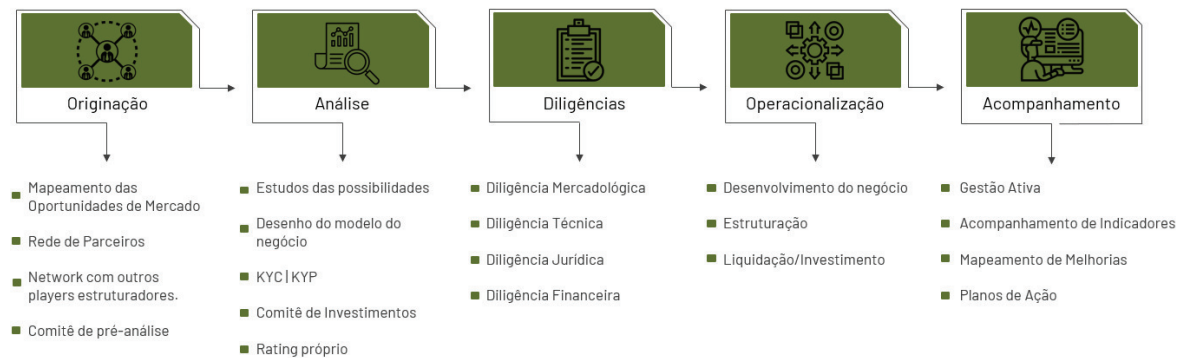 Originação
Mapeamento das
Oportunidades de Mercado
Rede de Parceiros
Network com outros
players estruturadores.
Comitê de pré-análise
Análise
Estudos das possibilidades
Desenho do modelo do
negócio
KYC | KYP
Comitê de Investimentos
Rating próprio
Diligências
Diligência Mercadológica
Diligência Técnica
Diligência Jurídica
Diligência Financeira
Operacionalização
Desenvolvimento do negócio
Estruturação
Liquidação/Investimento
Acompanhamento
Gestão Ativa
Acompanhamento de Indicadores
Mapeamento de Melhorias
Planos de Ação